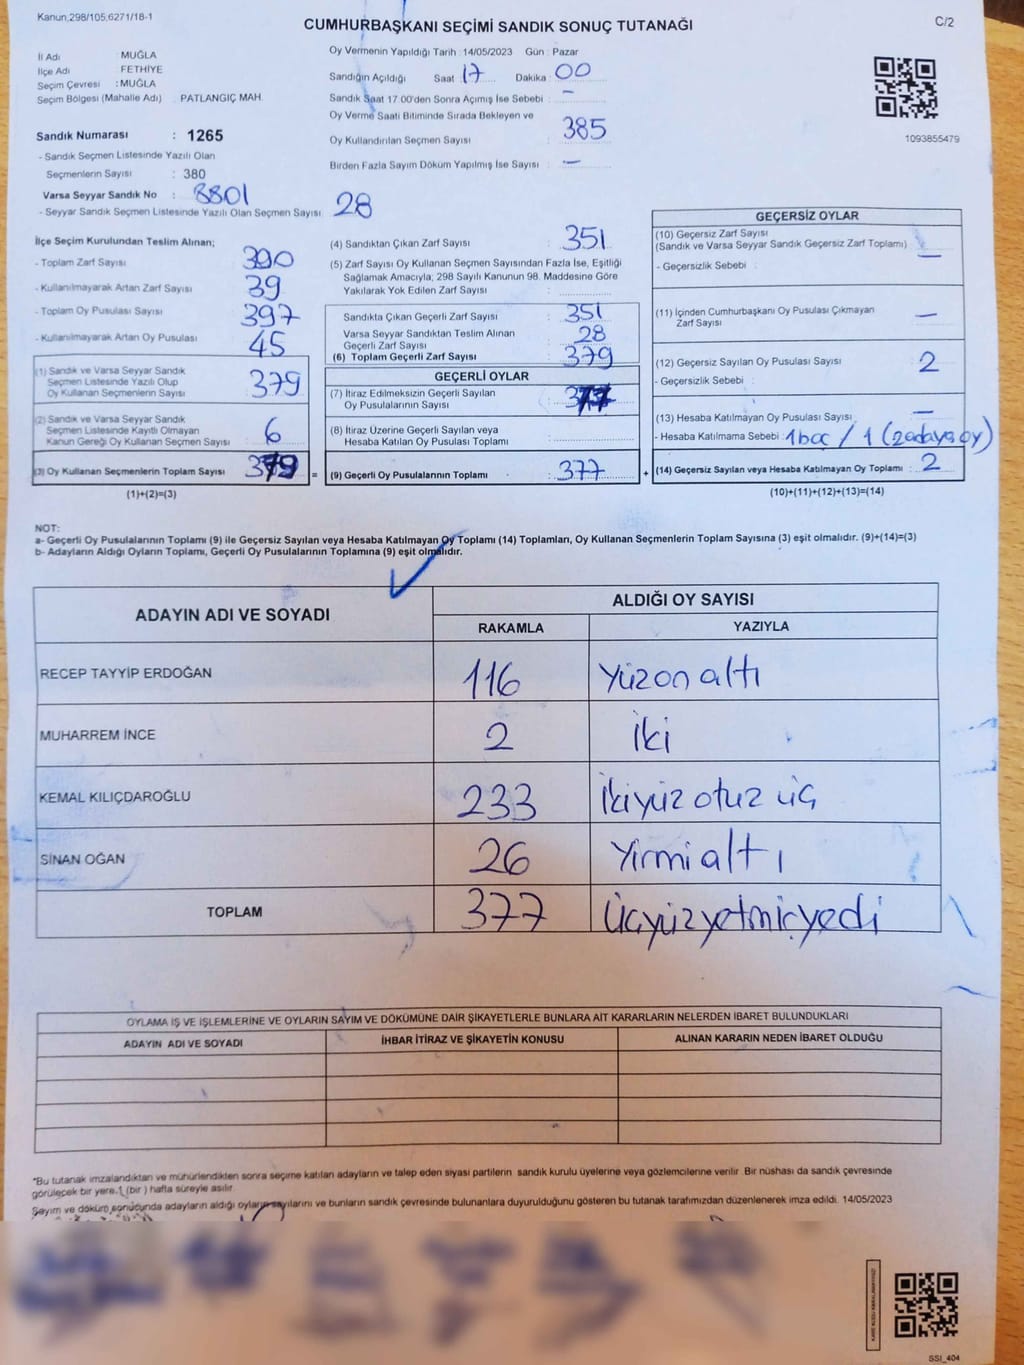 Kanun,298/105,6271/18-1
CUMHURBAŞKANI SEÇİMİ SANDIK SONUÇ TUTANAĞI
C/2
İl Adı : MUĞLA
İlçe Adı : FETHİYE
Seçim Çevresi : MUĞLA
Seçim Bölgesi (Mahalle Adı) : PATLANGIÇ MAH.
Sandık Numarası : 1265
- Sandık Seçmen Listesinde Yazılı Olan
Seçmenlerin Sayısı : 380
Varsa Seyyar Sandık No : 8801
- Seyyar Sandık Seçmen Listesinde Yazılı Olan Seçmen Sayısı : 28
Oy Vermenin Yapıldığı Tarih : 14/05/2023 Gün : Pazar
Sandığın Açıldığı Saat : 17 Dakika : 00
Sandık Saat 17.00'den Sonra Açımış İse Sebebi : -
Oy Verme Saati Bitiminde Sırada Bekleyen ve
Oy Kullandırılan Seçmen Sayısı : 385
Birden Fazla Sayım Döküm Yapılmış İse Sayısı : -
1093855479
İlçe Seçim Kurulundan Teslim Alınan;
- Toplam Zarf Sayısı : 390
- Kullanılmayarak Artan Zarf Sayısı : 39
- Toplam Oy Pusulası Sayısı : 397
- Kullanılmayarak Artan Oy Pusulası : 45
(1) Sandık ve Varsa Seyyar Sandık
Seçmen Listesinde Yazılı Olup
Oy Kullanan Seçmenlerin Sayısı : 379
(2) Sandık ve Varsa Seyyar Sandık
Seçmen Listesinde Kayıtlı Olmayan
Kanun Gereği Oy Kullanan Seçmen Sayısı : 6
(3) Oy Kullanan Seçmenlerin Toplam Sayısı : 379 =
(1)+(2)=(3)
(4) Sandıktan Çıkan Zarf Sayısı : 351
(5) Zarf Sayısı Oy Kullanan Seçmen Sayısından Fazla İse, Eşitliği
Sağlamak Amacıyla; 298 Sayılı Kanunun 98. Maddesine Göre
Yakılarak Yok Edilen Zarf Sayısı :
Sandıkta Çıkan Geçerli Zarf Sayısı : 351
Varsa Seyyar Sandıktan Teslim Alınan
Geçerli Zarf Sayısı : 28
(6) Toplam Geçerli Zarf Sayısı : 379
GEÇERLİ OYLAR
(7) İtiraz Edilmeksizin Geçerli Sayılan
Oy Pusulalarının Sayısı : 377
(8) İtiraz Üzerine Geçerli Sayılan veya
Hesaba Katılan Oy Pusulası Toplamı :
(9) Geçerli Oy Pusulalarının Toplamı : 377 +
GEÇERSİZ OYLAR
(10) Geçersiz Zarf Sayısı
(Sandık ve Varsa Seyyar Sandık Geçersiz Zarf Toplamı) : -
- Geçersizlik Sebebi :
(11) İçinden Cumhurbaşkanı Oy Pusulası Çıkmayan
Zarf Sayısı : -
(12) Geçersiz Sayılan Oy Pusulası Sayısı : 2
- Geçersizlik Sebebi :
(13) Hesaba Katılmayan Oy Pusulası Sayısı : -
- Hesaba Katılmama Sebebi : 1 boş / 1 (2 adaya oy)
(14) Geçersiz Sayılan veya Hesaba Katılmayan Oy Toplamı : 2
(10)+(11)+(12)+(13)=(14)
NOT:
a- Geçerli Oy Pusulalarının Toplamı (9) ile Geçersiz Sayılan veya Hesaba Katılmayan Oy Toplamı (14) Toplamları, Oy Kullanan Seçmenlerin Toplam Sayısına (3) eşit olmalıdır. (9)+(14)=(3)
b- Adayların Aldığı Oyların Toplamı, Geçerli Oy Pusulalarının Toplamına (9) eşit olmalıdır.
ADAYIN ADI VE SOYADI ALDIĞI OY SAYISI
RAKAMLA YAZIYLA
RECEP TAYYİP ERDOĞAN 116 Yüzon altı
MUHARREM İNCE 2 İki
KEMAL KILIÇDAROĞLU 233 İkiyüz otuz üç
SİNAN OĞAN 26 Yirmi altı
TOPLAM 377 Üçyüzyetmişyedi
OYLAMA İŞ VE İŞLEMLERİNE VE OYLARIN SAYIM VE DÖKÜMÜNE DAİR ŞİKAYETLERLE BUNLARA AİT KARARLARIN NELERDEN İBARET BULUNDUKLARI
ADAYIN ADI VE SOYADI İHBAR İTİRAZ VE ŞİKAYETİN KONUSU ALINAN KARARIN NEDEN İBARET OLDUĞU
*Bu tutanak imzalandıktan ve mühürlendikten sonra seçime katılan adayların ve talep eden siyasi partilerin sandık kurulu üyelerine veya gözlemcilerine verilir. Bir nüshası da sandık çevresinde
görülecek bir yere 1 (bir ) hafta süreyle asılır.
Sayım ve döküm sonucunda adayların aldığı oyların sayılarını ve bunların sandık çevresinde bulunanlara duyurulduğunu gösteren bu tutanak tarafımızdan düzenlenerek imza edildi. 14/05/2023
SSI_404